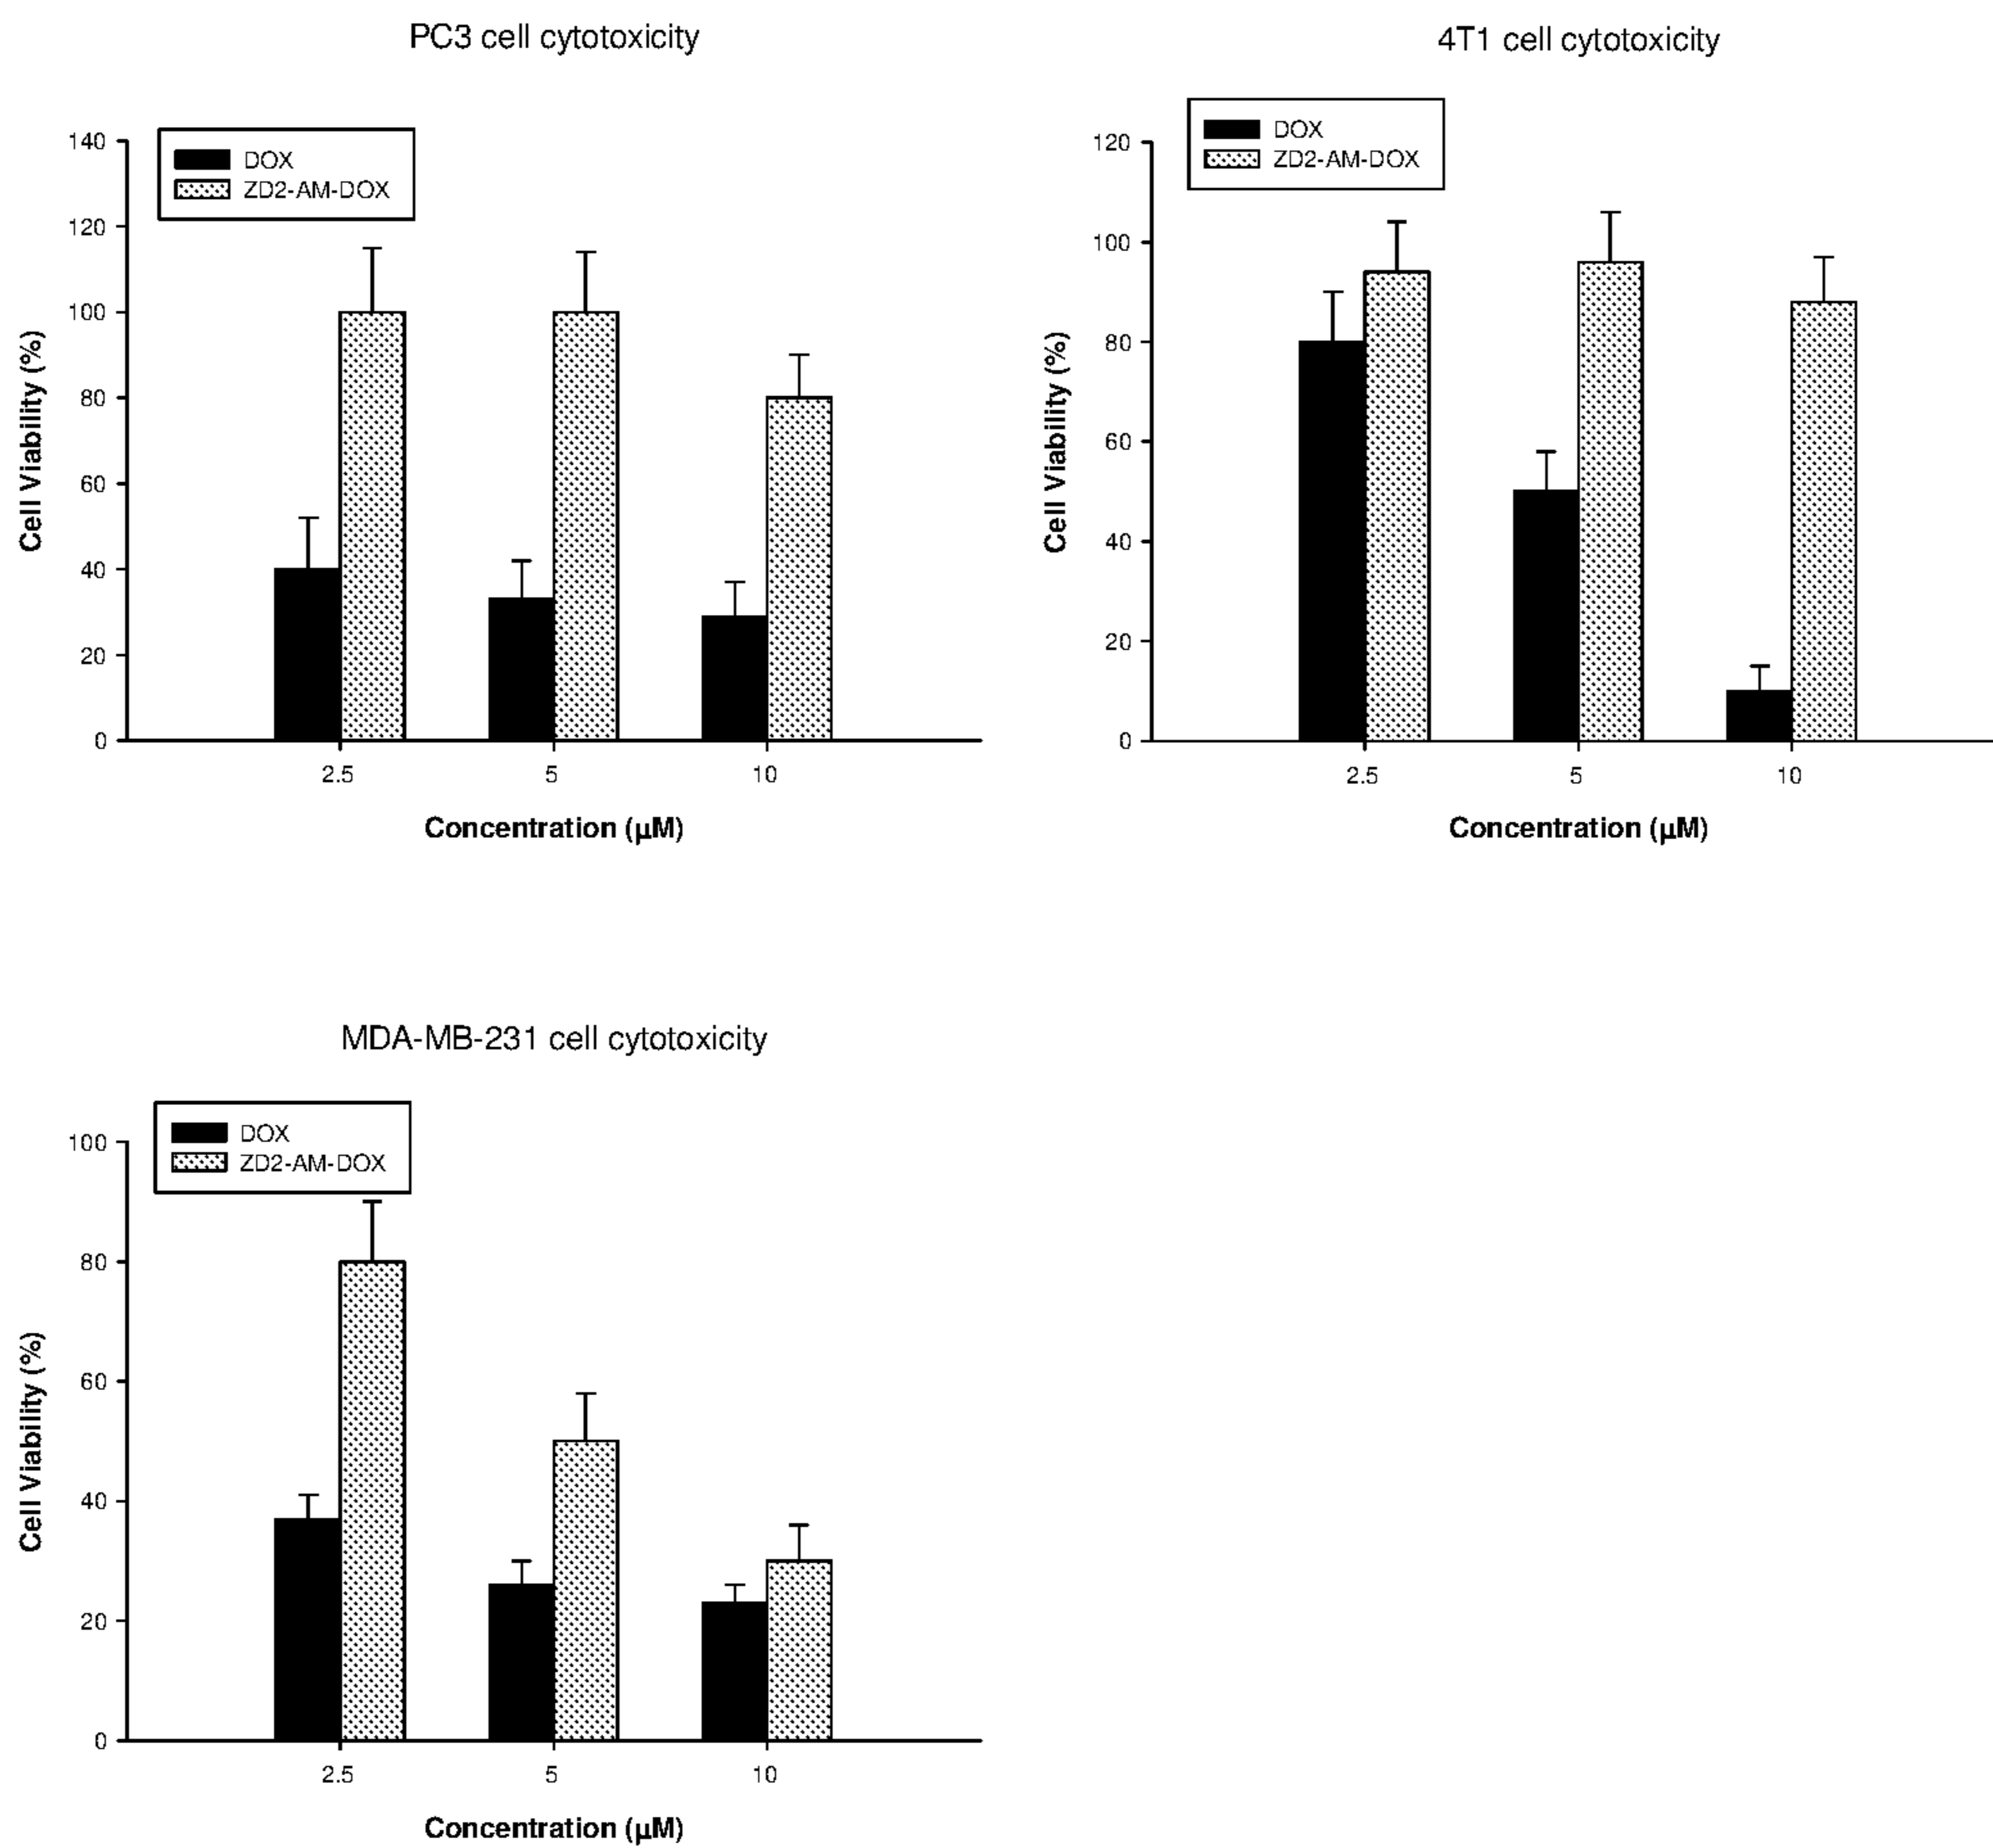 PC3 cell cytotoxicity
DOX
ZD2-AM-DOX
140
120
100
80
60
40
20
0
Cell Viability (%)
2.5 5 10
Concentration (µM)
4T1 cell cytotoxicity
DOX
ZD2-AM-DOX
120
100
80
60
40
20
0
Cell Viability (%)
2.5 5 10
Concentration (µM)
MDA-MB-231 cell cytotoxicity
DOX
ZD2-AM-DOX
100
80
60
40
20
0
Cell Viability (%)
2.5 5 10
Concentration (µM)